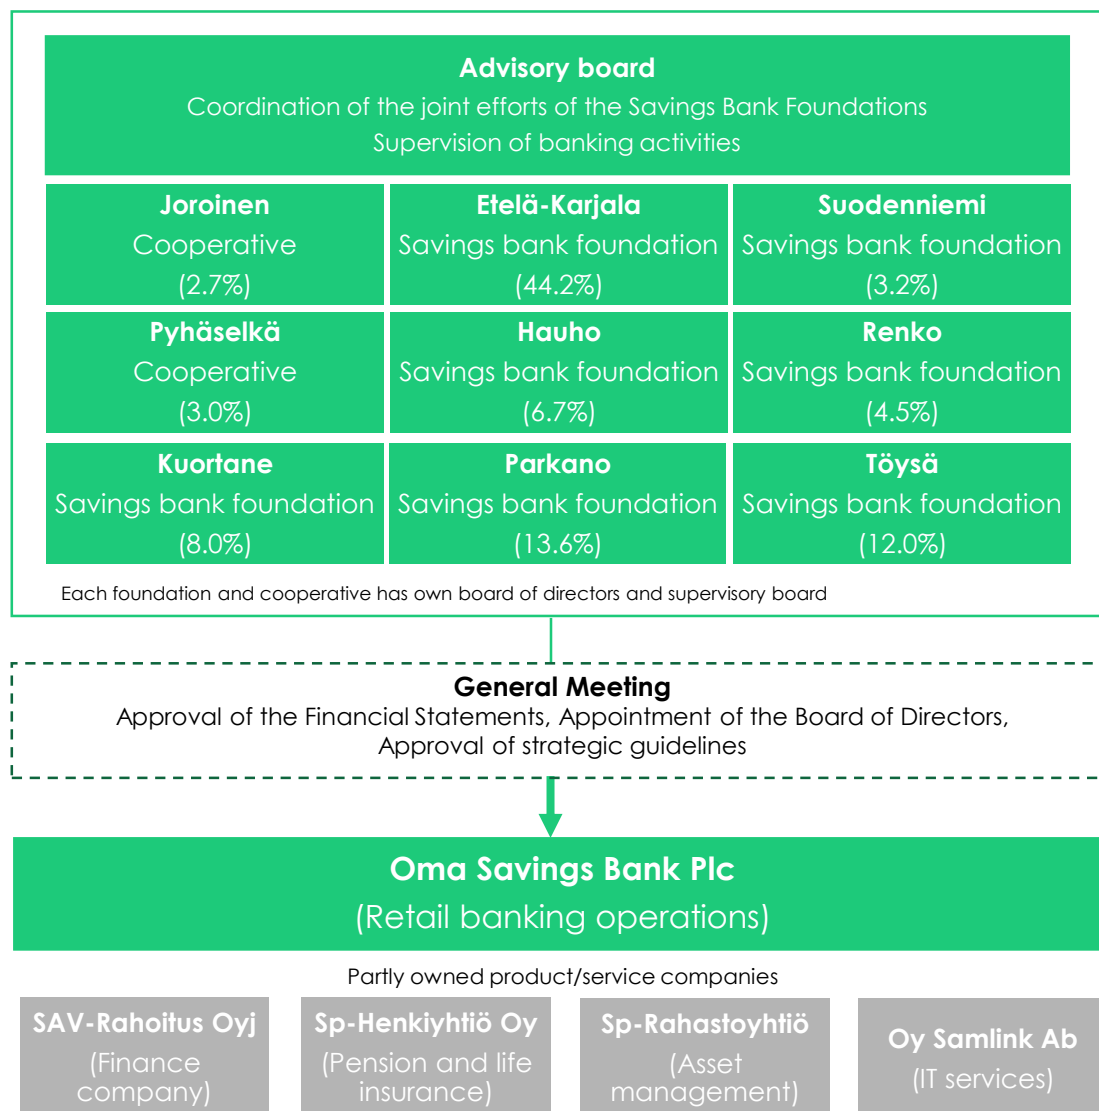 Advisory board
Coordination of the joint efforts of the Savings Bank Foundations
Supervision of banking activities
Joroinen
Cooperative
(2.7%)
Etelä-Karjala
Savings bank foundation
(44.2%)
Suodenniemi
Savings bank foundation
(3.2%)
Pyhäselkä
Cooperative
(3.0%)
Hauho
Savings bank foundation
(6.7%)
Renko
Savings bank foundation
(4.5%)
Kuortane
Savings bank foundation
(8.0%)
Parkano
Savings bank foundation
(13.6%)
Töysä
Savings bank foundation
(12.0%)
Each foundation and cooperative has own board of directors and supervisory board
General Meeting
Approval of the Financial Statements, Appointment of the Board of Directors,
Approval of strategic guidelines
Oma Savings Bank Plc
(Retail banking operations)
Partly owned product/service companies
SAV-Rahoitus Oyj
(Finance
company)
Sp-Henkiyhtiö Oy
(Pension and life
insurance)
Sp-Rahastoyhtiö
(Asset
management)
Oy Samlink Ab
(IT services)